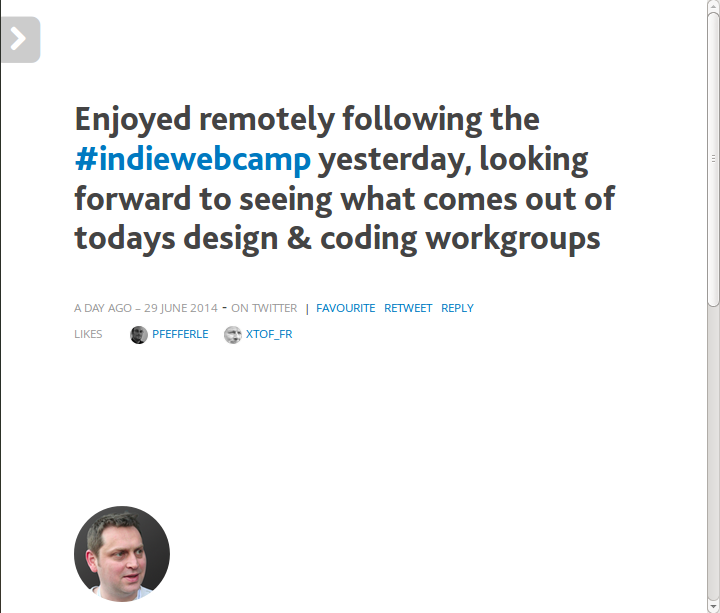 Enjoyed remotely following the
#indiewebcamp yesterday, looking
forward to seeing what comes out of
todays design & coding workgroups
A DAY AGO – 29 JUNE 2014 - ON TWITTER | FAVOURITE RETWEET REPLY
LIKES PFEFFERLE XTOF_FR